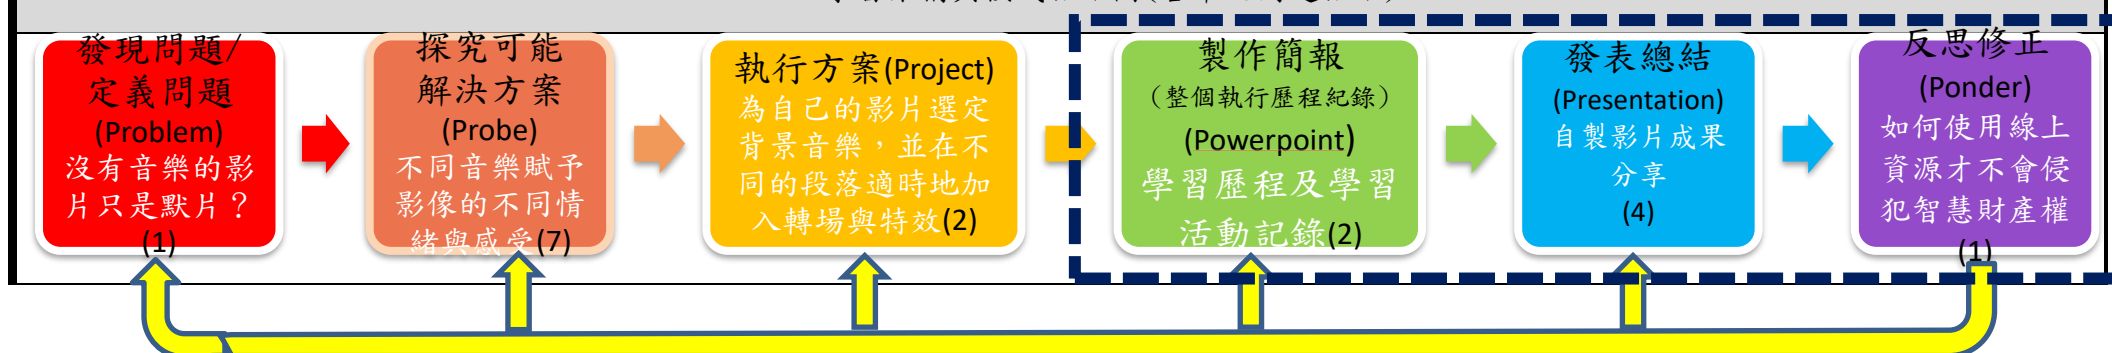 發現問題/
定義問題
(Problem)
沒有音樂的影
片只是默片？
(1)
探究可能
解決方案
(Probe)
不同音樂賦予
影像的不同情
緒與感受(7)
執行方案(Project)
為自己的影片選定
背景音樂，並在不
同的段落適時地加
入轉場與特效(2)
製作簡報
（整個執行歷程紀錄）
(Powerpoint)
學習歷程及學習
活動記錄(2)
發表總結
(Presentation)
自製影片成果
分享
(4)
反思修正
(Ponder)
如何使用線上
資源才不會侵
犯智慧財產權
(1)